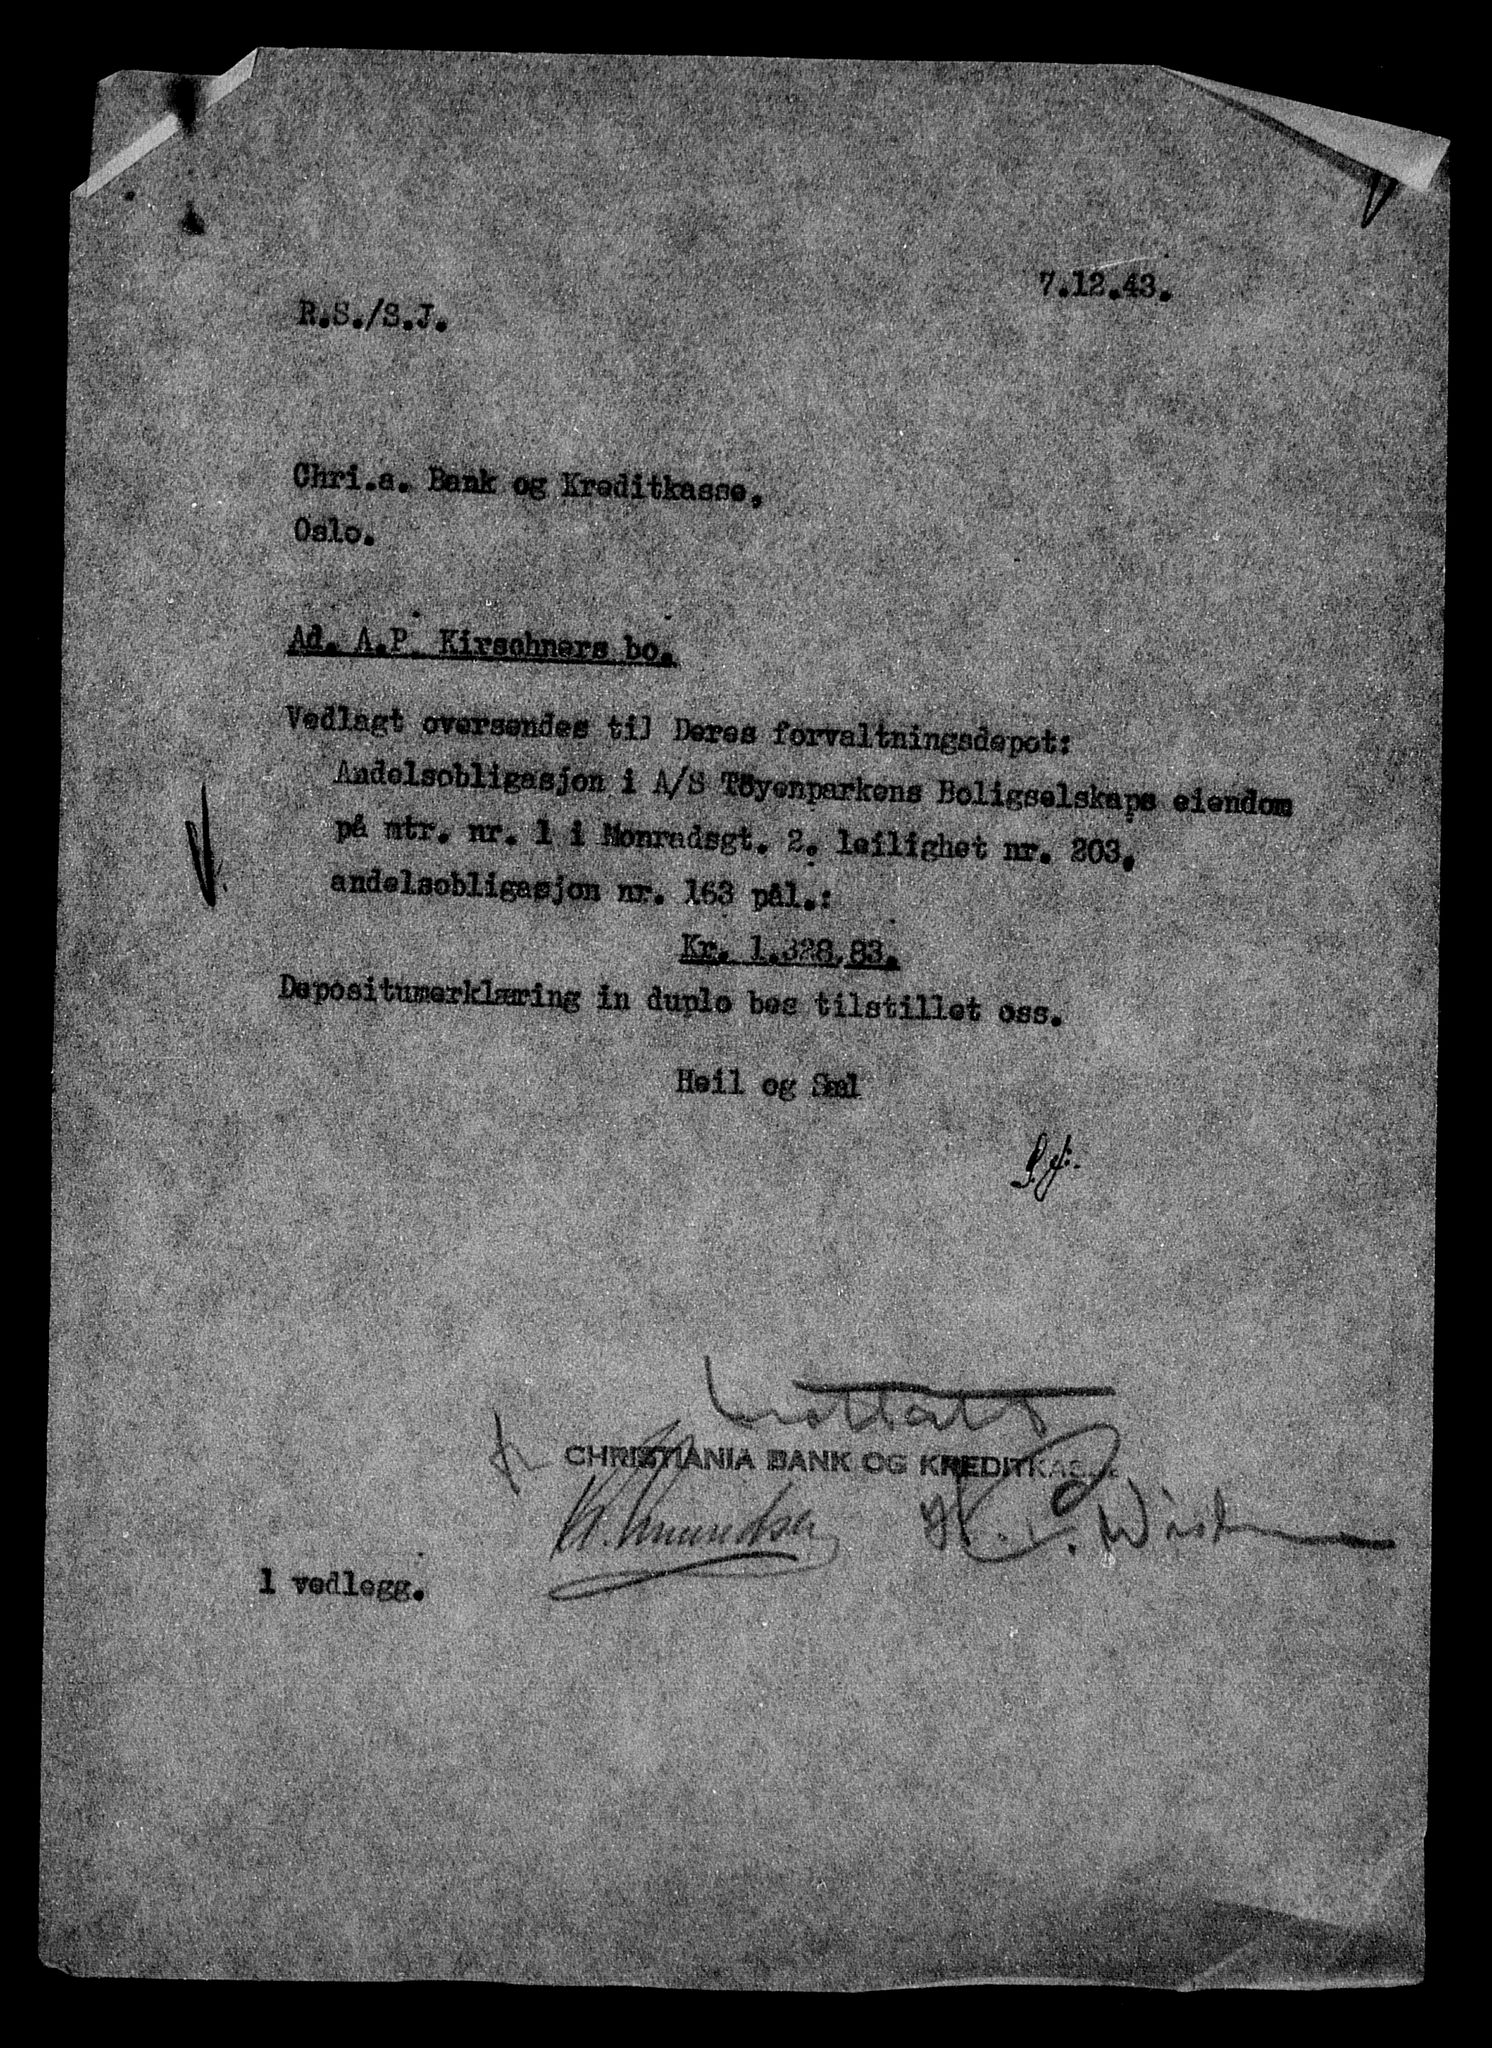 7.12.43.
R.S./S.J.
Chri.a. Bank og Kreditkasse,
Oslo.
Ad. A.P. Kirschners bo.
Vedlagt oversendes til Deres forvaltningsdepot:
Andelsobligasjon i A/S Töyenparkens Boligselskaps eiendom
på mtr. nr. 1 i Monradsgt. 2. leilighet nr. 203,
andelsobligasjon nr. 163 pål.:
Kr. 1.328,83.
Depositumerklæring in duplo bes tilstillet oss.
Heil og Sæl
S.J.
mottatt
CHRISTIANIA BANK OG KREDITKASSE
Amundsen
1 vedlegg.